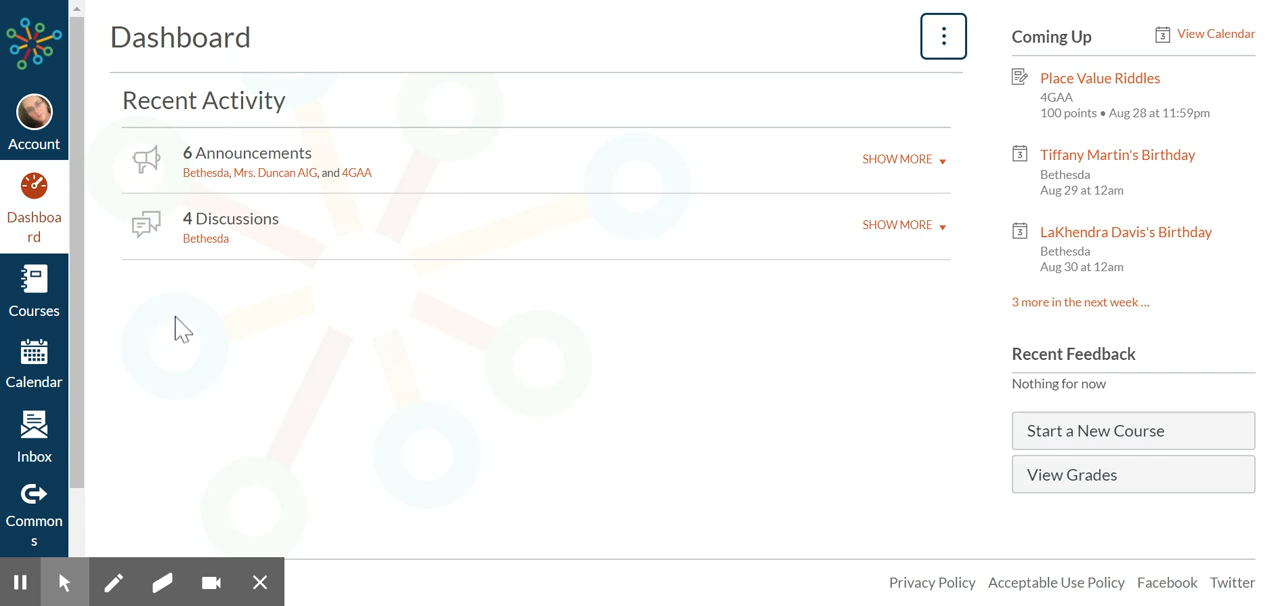 Account
Dashboa
rd
Courses
Calendar
Inbox
Common
s
Dashboard
Recent Activity
6 Announcements
Bethesda, Mrs. Duncan AIG, and 4GAA
SHOW MORE
4 Discussions
Bethesda
SHOW MORE
Coming Up
3 View Calendar
Place Value Riddles
4GAA
100 points • Aug 28 at 11:59pm
3 Tiffany Martin's Birthday
Bethesda
Aug 29 at 12am
3 LaKhendra Davis's Birthday
Bethesda
Aug 30 at 12am
3 more in the next week ...
Recent Feedback
Nothing for now
Start a New Course
View Grades
Privacy Policy Acceptable Use Policy Facebook Twitter